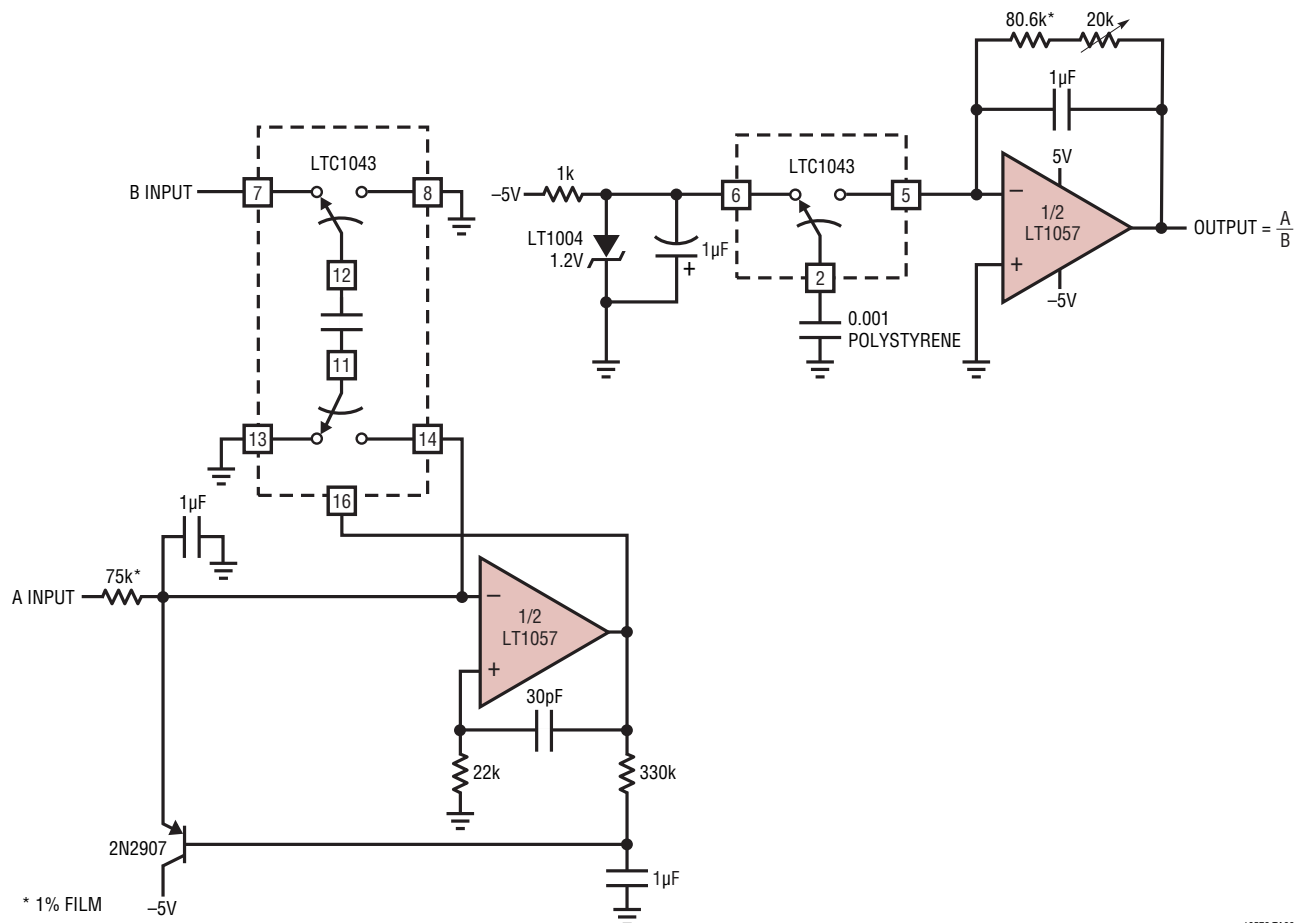 80.6k*
20k
1µF
LTC1043
B INPUT
7
8
12
11
13
14
16
–5V
1k
LT1004
1.2V
1µF
+
6
LTC1043
5
2
0.001
POLYSTYRENE
5V
–
1/2
LT1057
+
–5V
OUTPUT = A
B
1µF
75k*
A INPUT
–
1/2
LT1057
+
30pF
22k
330k
2N2907
–5V
1µF
* 1% FILM